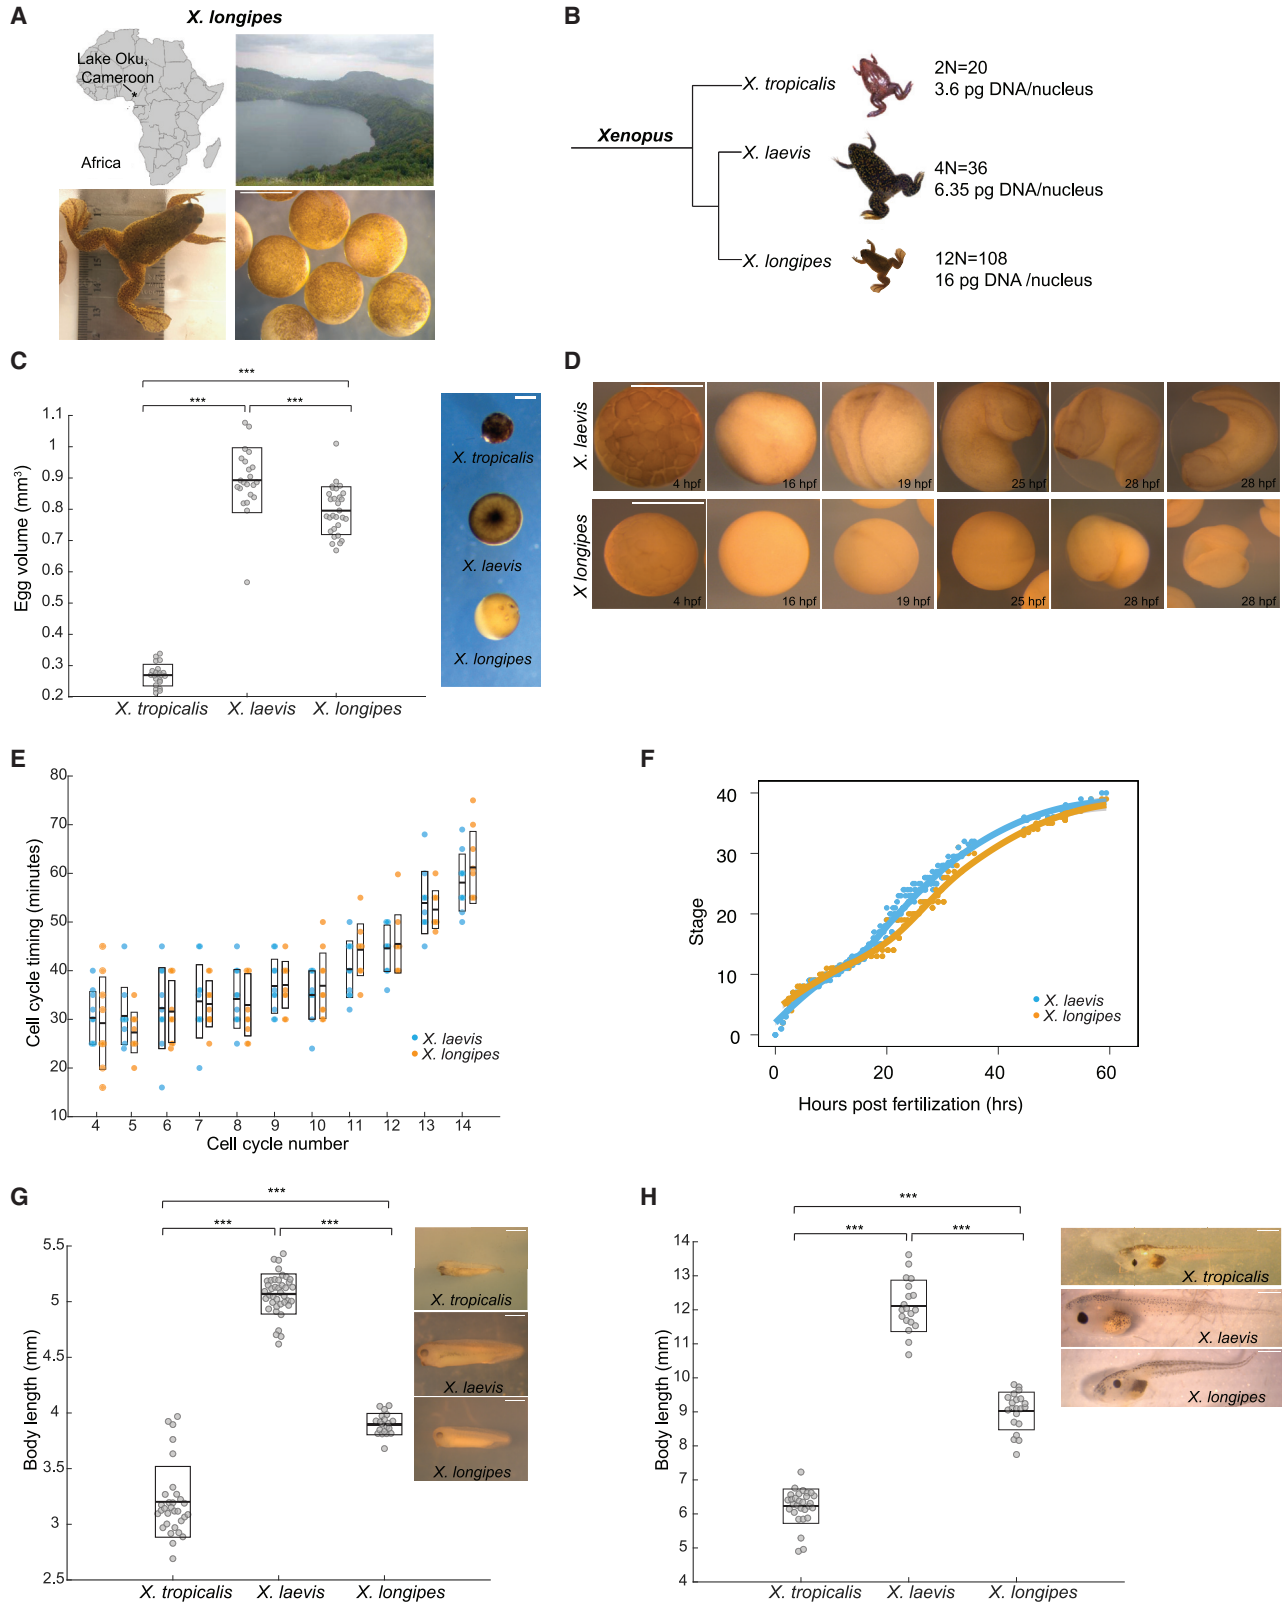 A
X. longipes
Lake Oku,
Cameroon
*
Africa
B
Xenopus
X. tropicalis
2N=20
3.6 pg DNA/nucleus
X. laevis
4N=36
6.35 pg DNA/nucleus
X. longipes
12N=108
16 pg DNA /nucleus
C
***
*** ***
Egg volume (mm³)
1.1
1
0.9
0.8
0.7
0.6
0.5
0.4
0.3
0.2
X. tropicalis X. laevis X. longipes
X. tropicalis
X. laevis
X. longipes
D
X. laevis
4 hpf 16 hpf 19 hpf 25 hpf 28 hpf 28 hpf
X longipes
4 hpf 16 hpf 19 hpf 25 hpf 28 hpf 28 hpf
E
Cell cycle timing (minutes)
80
70
60
50
40
30
20
10
X. laevis
X. longipes
4 5 6 7 8 9 10 11 12 13 14
Cell cycle number
F
Stage
40
30
20
10
0
X. laevis
X. longipes
0 20 40 60
Hours post fertilization (hrs)
G
***
*** ***
Body length (mm)
5.5
5
4.5
4
3.5
3
2.5
X. tropicalis X. laevis X. longipes
X. tropicalis
X. laevis
X. longipes
H
***
*** ***
Body length (mm)
14
13
12
11
10
9
8
7
6
5
4
X. tropicalis X. laevis X. longipes
X. tropicalis
X. laevis
X. longipes